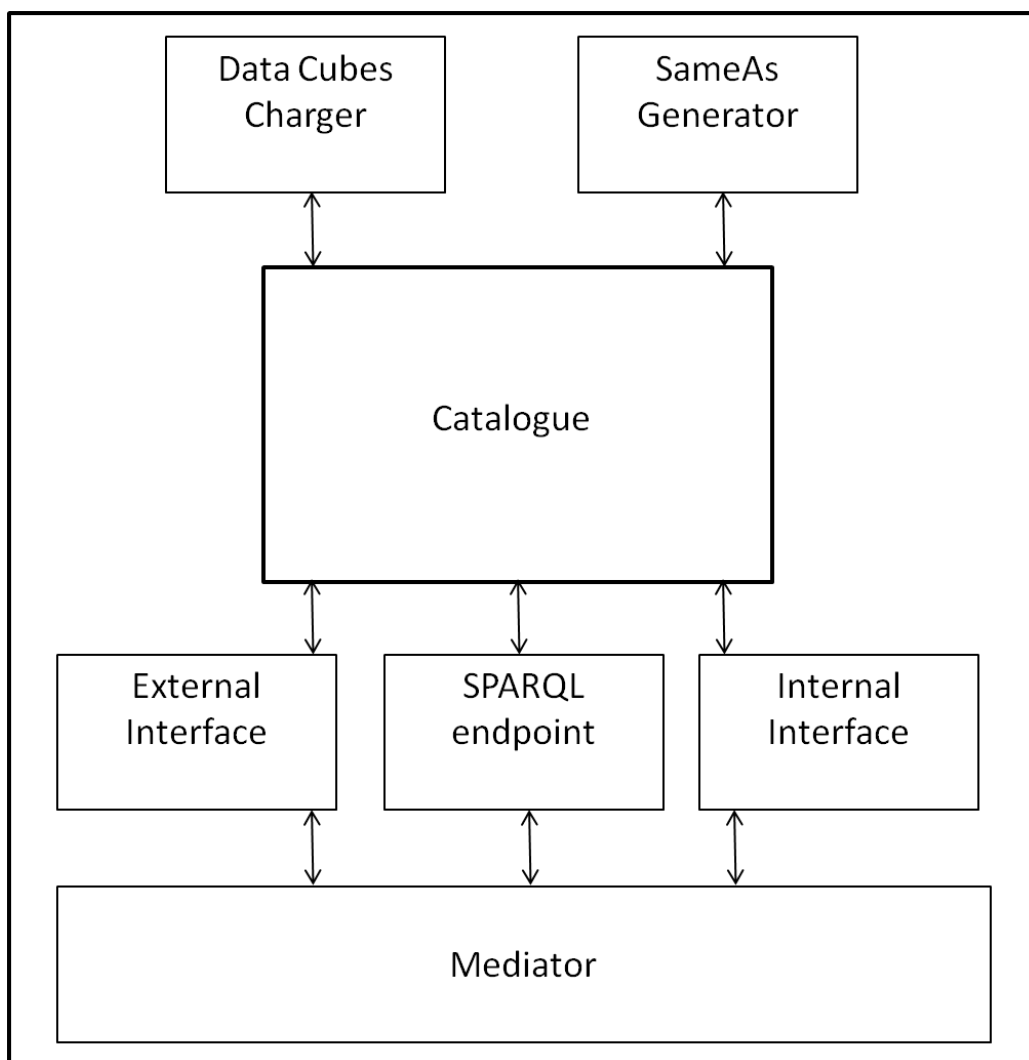 Data Cubes
Charger
SameAs
Generator
Catalogue
External
Interface
SPARQL
endpoint
Internal
Interface
Mediator